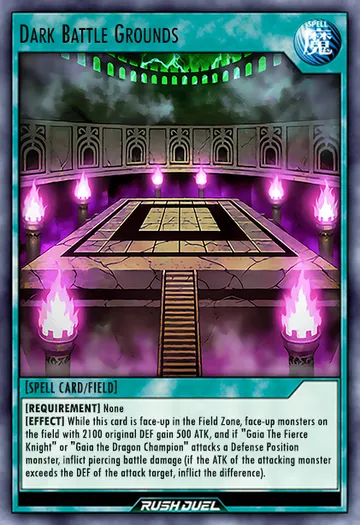 DARK BATTLE GROUNDS
SPELL
魔
[SPELL CARD/FIELD]
[REQUIREMENT] None
[EFFECT] While this card is face-up in the Field Zone, face-up monsters
on the field with 2100 original DEF gain 500 ATK, and if "Gaia The Fierce
Knight" or "Gaia the Dragon Champion" attacks a Defense Position
monster, inflict piercing battle damage (if the ATK of the attacking monster
exceeds the DEF of the attack target, inflict the difference).
RUSH DUEL